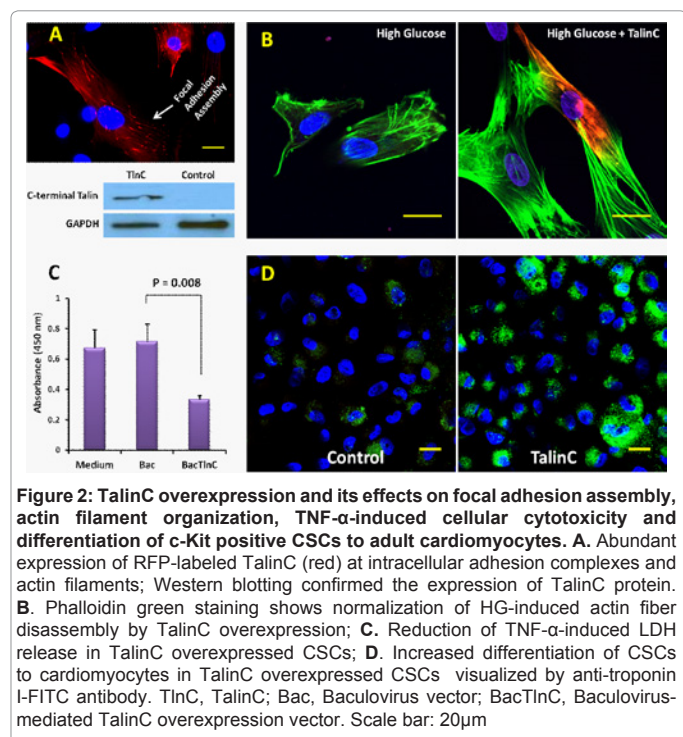 A
Focal
Adhesion
Assembly
TlnC Control
C-terminal Talin
GAPDH
B
High Glucose
High Glucose + TalinC
C
P = 0.008
Absorbance (450 nm)
1
0.8
0.6
0.4
0.2
0
Medium Bac BacTlnC
D
Control
TalinC
Figure 2: TalinC overexpression and its effects on focal adhesion assembly,
actin filament organization, TNF-α-induced cellular cytotoxicity and
differentiation of c-Kit positive CSCs to adult cardiomyocytes. A. Abundant
expression of RFP-labeled TalinC (red) at intracellular adhesion complexes and
actin filaments; Western blotting confirmed the expression of TalinC protein.
B. Phalloidin green staining shows normalization of HG-induced actin fiber
disassembly by TalinC overexpression; C. Reduction of TNF-α-induced LDH
release in TalinC overexpressed CSCs; D. Increased differentiation of CSCs
to cardiomyocytes in TalinC overexpressed CSCs visualized by anti-troponin
I-FITC antibody. TlnC, TalinC; Bac, Baculovirus vector; BacTlnC, Baculovirus-
mediated TalinC overexpression vector. Scale bar: 20µm